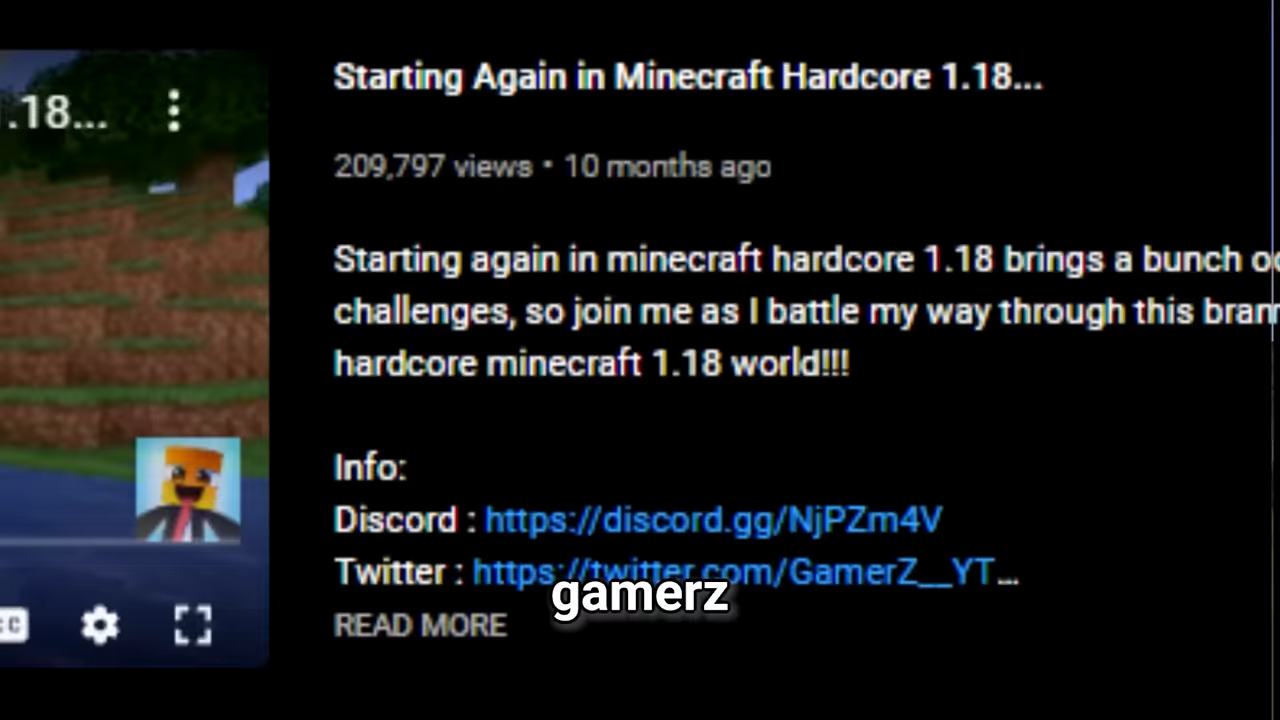 .18...
Starting Again in Minecraft Hardcore 1.18...
209,797 views • 10 months ago
Starting again in minecraft hardcore 1.18 brings a bunch
challenges, so join me as I battle my way through this
hardcore minecraft 1.18 world!!!
Info:
Discord : https://discord.gg/NjPZm4V
Twitter : https://twitter.com/GamerZ__YT...
gamerz
READ MORE